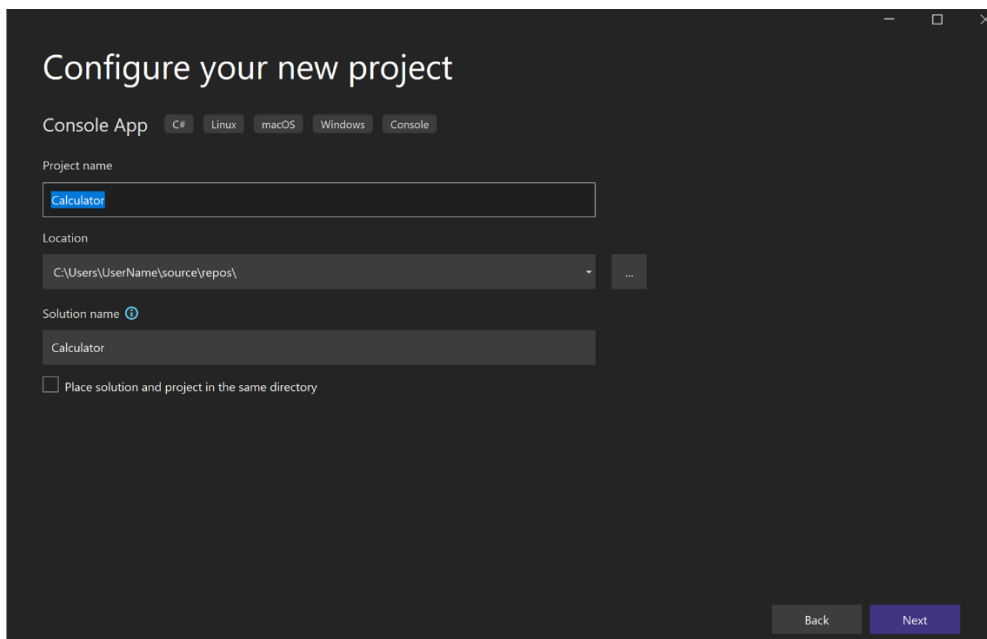 Configure your new project
Console App C# Linux macOS Windows Console
Project name
Calculator
Location
C:\Users\UserName\source\repos\
...
Solution name
Calculator
Place solution and project in the same directory
Back Next